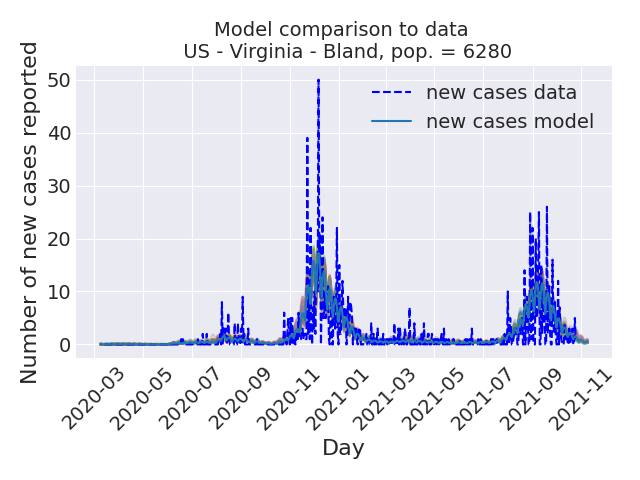 Model comparison to data
US - Virginia - Bland, pop. = 6280
Number of new cases reported
50
40
30
20
10
0
new cases data
new cases model
2020-03
2020-05
2020-07
2020-09
2020-11
2021-01
2021-03
2021-05
2021-07
2021-09
2021-11
Day